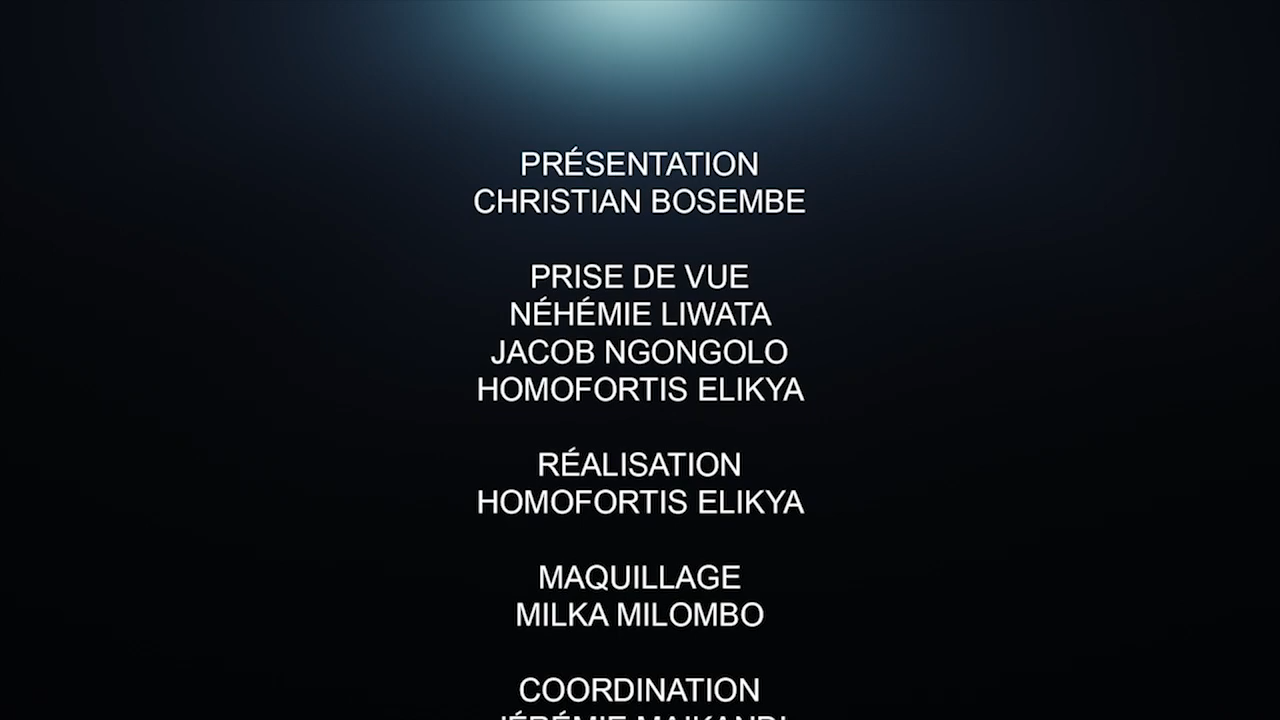 PRÉSENTATION
CHRISTIAN BOSEMBE
PRISE DE VUE
NÉHÉMIE LIWATA
JACOB NGONGOLO
HOMOFORTIS ELIKYA
RÉALISATION
HOMOFORTIS ELIKYA
MAQUILLAGE
MILKA MILOMBO
COORDINATION
JÉRÉMIE